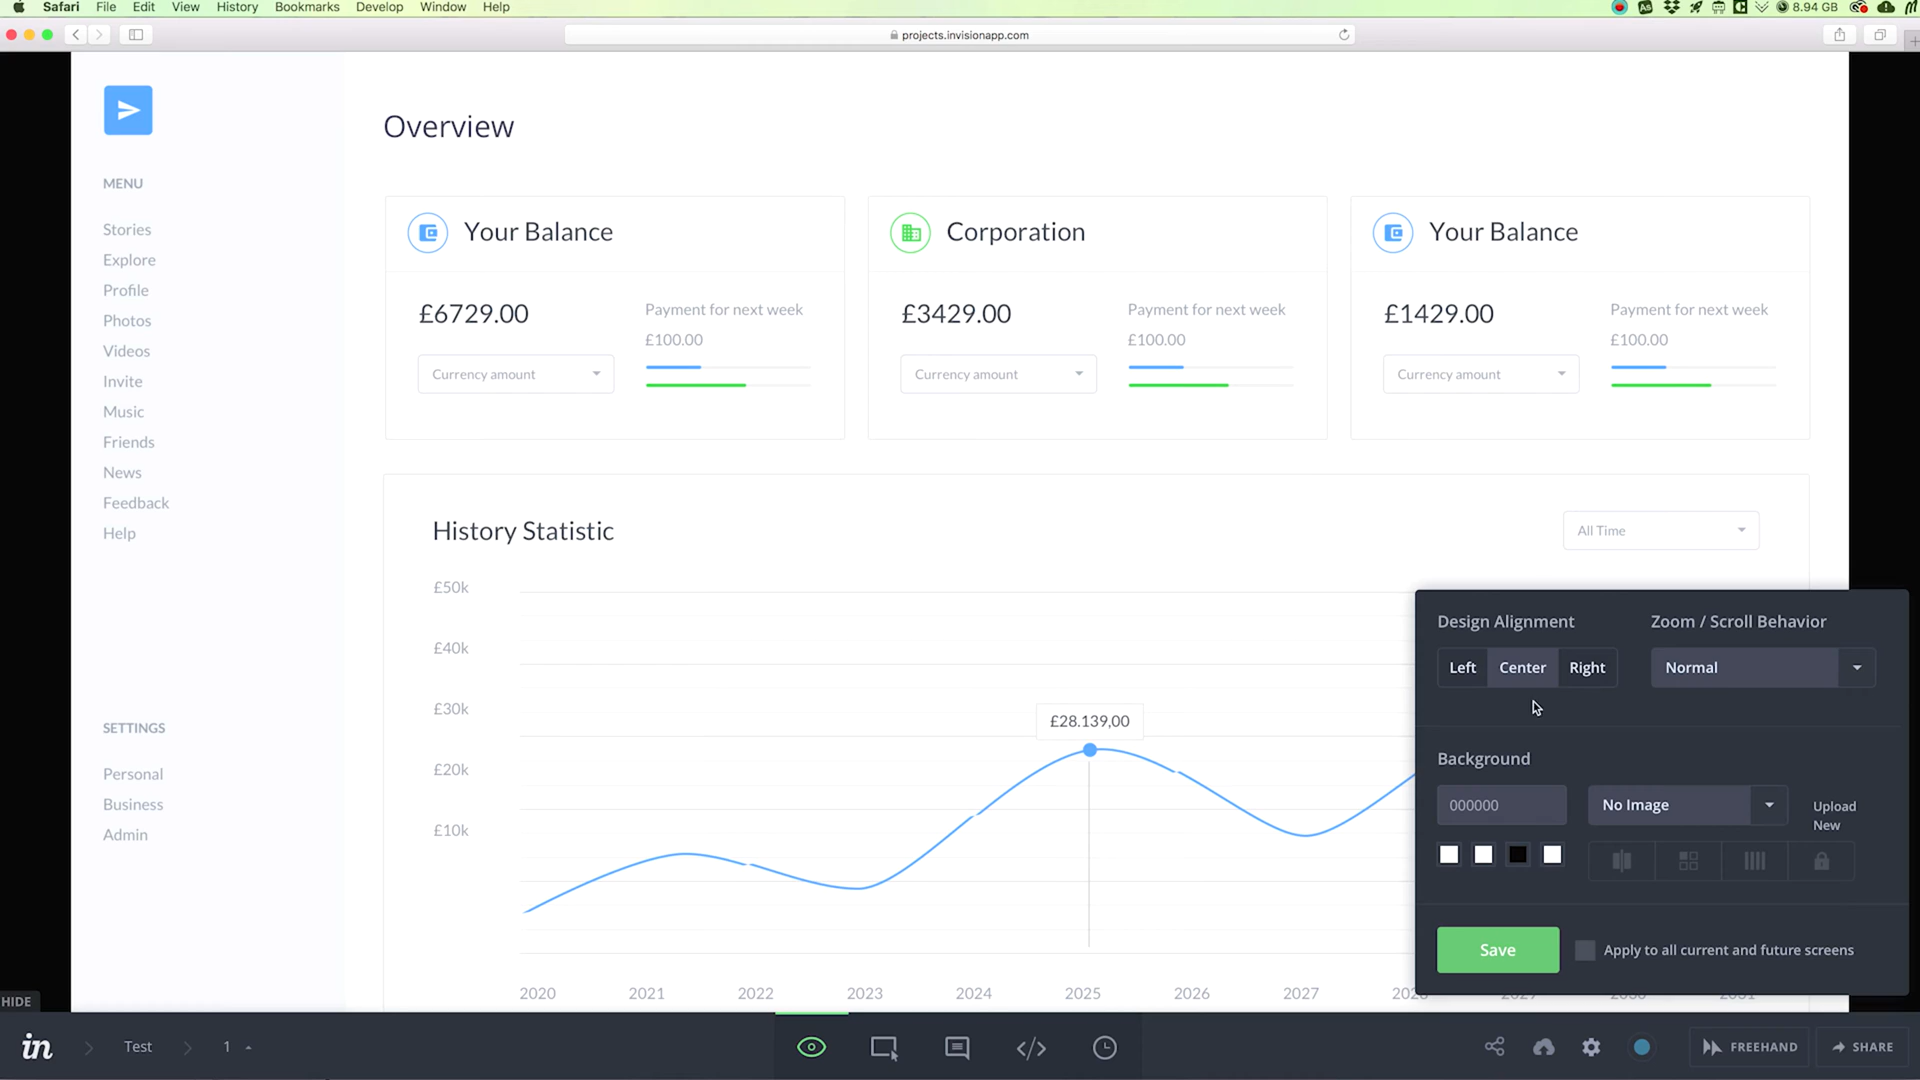 Safari File Edit View History Bookmarks Develop Window Help
8.94 GB
projects.invisionapp.com
Overview
MENU
Stories
Explore
Profile
Photos
Videos
Invite
Music
Friends
News
Feedback
Help
SETTINGS
Personal
Business
Admin
Your Balance
£6729.00
Currency amount
Payment for next week
£100.00
Corporation
£3429.00
Currency amount
Payment for next week
£100.00
Your Balance
£1429.00
Currency amount
Payment for next week
£100.00
History Statistic
All Time
£50k
£40k
£30k
£20k
£10k
£28.139,00
2020 2021 2022 2023 2024 2025 2026 2027
Design Alignment
Left Center Right
Zoom / Scroll Behavior
Normal
Background
000000
No Image
Upload
New
Save
Apply to all current and future screens
HIDE
in Test 1
FREEHAND
SHARE